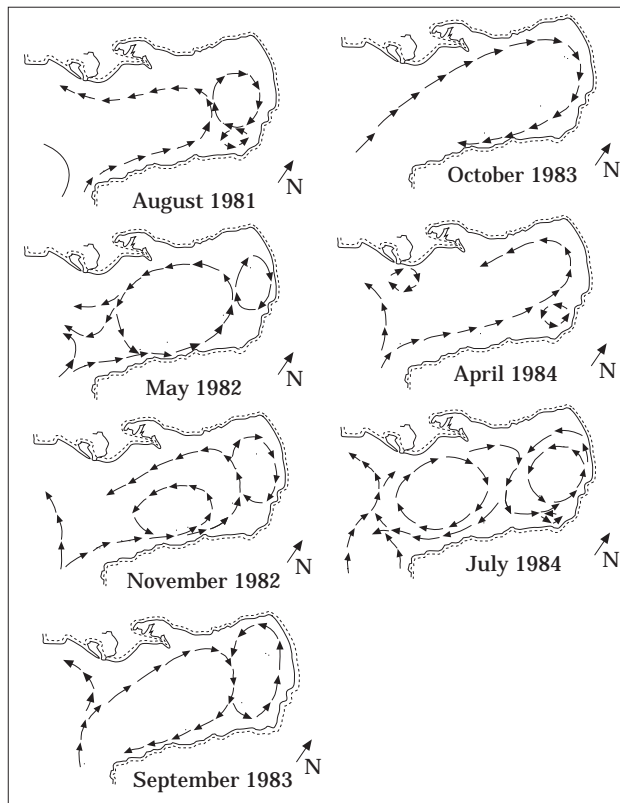 N
August 1981
N
October 1983
N
May 1982
N
April 1984
N
November 1982
N
July 1984
N
September 1983